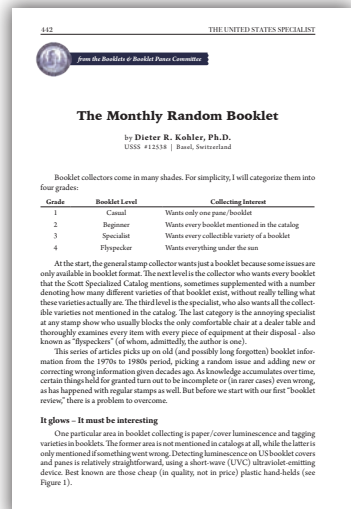 442 THE UNITED STATES SPECIALIST
from the Booklets & Booklet Panes Committee
The Monthly Random Booklet
by Dieter R. Kohler, Ph.D.
USSS #12538 | Basel, Switzerland
Booklet collectors come in many shades. For simplicity, I will categorize them into
four grades:
Grade Booklet Level Collecting Interest
1 Casual Wants only one pane/booklet
2 Beginner Wants every booklet mentioned in the catalog
3 Specialist Wants every collectible variety of a booklet
4 Flyspecker Wants everything under the sun
At the start, the general stamp collector wants just a booklet because some issues are
only available in booklet format. The next level is the collector who wants every booklet
that the Scott Specialized Catalog mentions, sometimes supplemented with a number
denoting how many different varieties of that booklet exist, without really telling what
these varieties actually are. The third level is the specialist, who also wants all the collect-
ible varieties not mentioned in the catalog. The last category is the annoying specialist
at any stamp show who usually blocks the only comfortable chair at a dealer table and
thoroughly examines every item with every piece of equipment at their disposal - also
known as "flyspeckers" (of whom, admittedly, the author is one).
This series of articles picks up on old (and possibly long forgotten) booklet infor-
mation from the 1970s to 1980s period, picking a random issue and adding new or
correcting wrong information given decades ago. As knowledge accumulates over time,
certain things held for granted turn out to be incomplete or (in rarer cases) even wrong,
as has happened with regular stamps as well. But before we start with our first "booklet
review," there is a problem to overcome.
It glows – It must be interesting
One particular area in booklet collecting is paper/cover luminescence and tagging
varieties in booklets. The former area is not mentioned in catalogs at all, while the latter is
only mentioned if something went wrong. Detecting luminescence on US booklet covers
and panes is relatively straightforward, using a short-wave (UVC) ultraviolet-emitting
device. Best known are those cheap (in quality, not in price) plastic hand-helds (see
Figure 1).